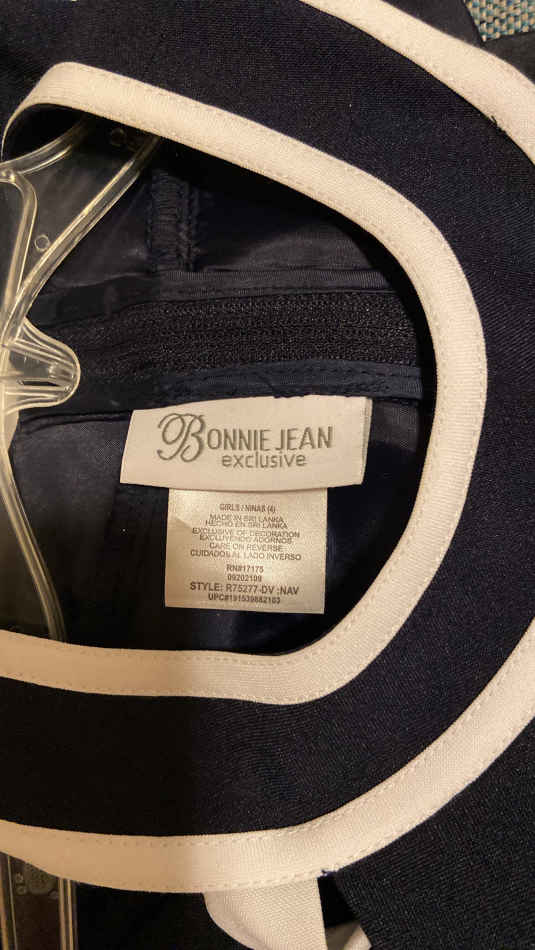 BONNIE JEAN
exclusive
GIRLS / NINAS (4)
MADE IN SRI LANKA
HECHO EN SRI LANKA
EXCLUSIVE OF DECORATION
EXCLUYENDO ADORNOS
CARE ON REVERSE
CUIDADOS AL LADO INVERSO
RN#17175
09202109
STYLE: R75277-DV ;NAV
UPC#191539882103